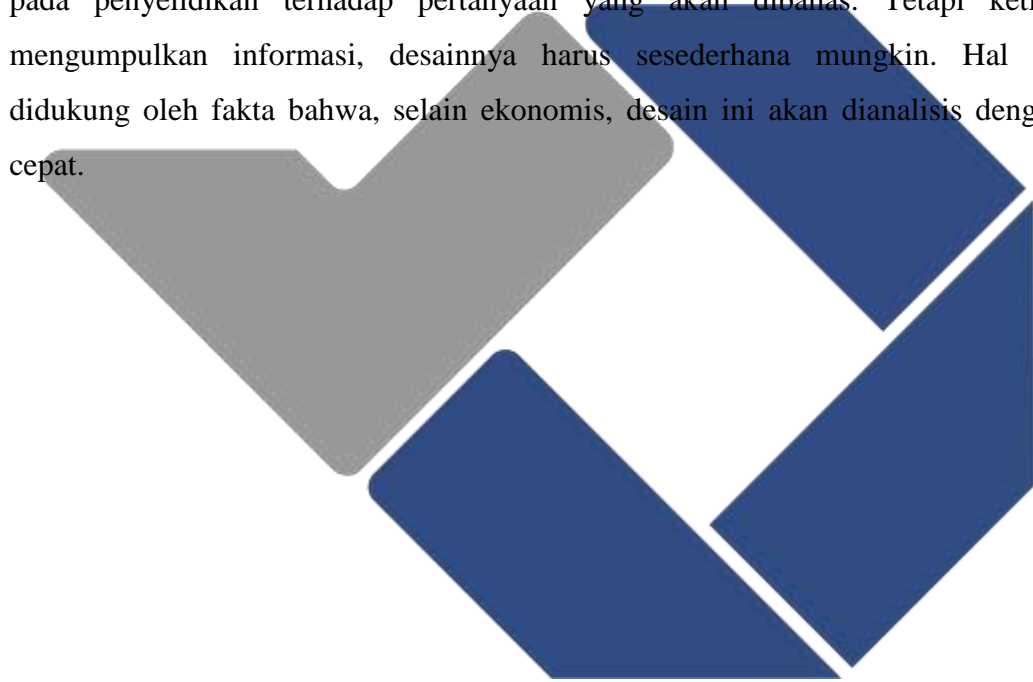 pada penyelidikan terhadap pertanyaan yang akan dibahas. Tetapi
mengumpulkan informasi, desainnya harus sesederhana mungkin. Hal
didukung oleh fakta bahwa, selain ekonomis, desain ini akan dianalisis
cepat.